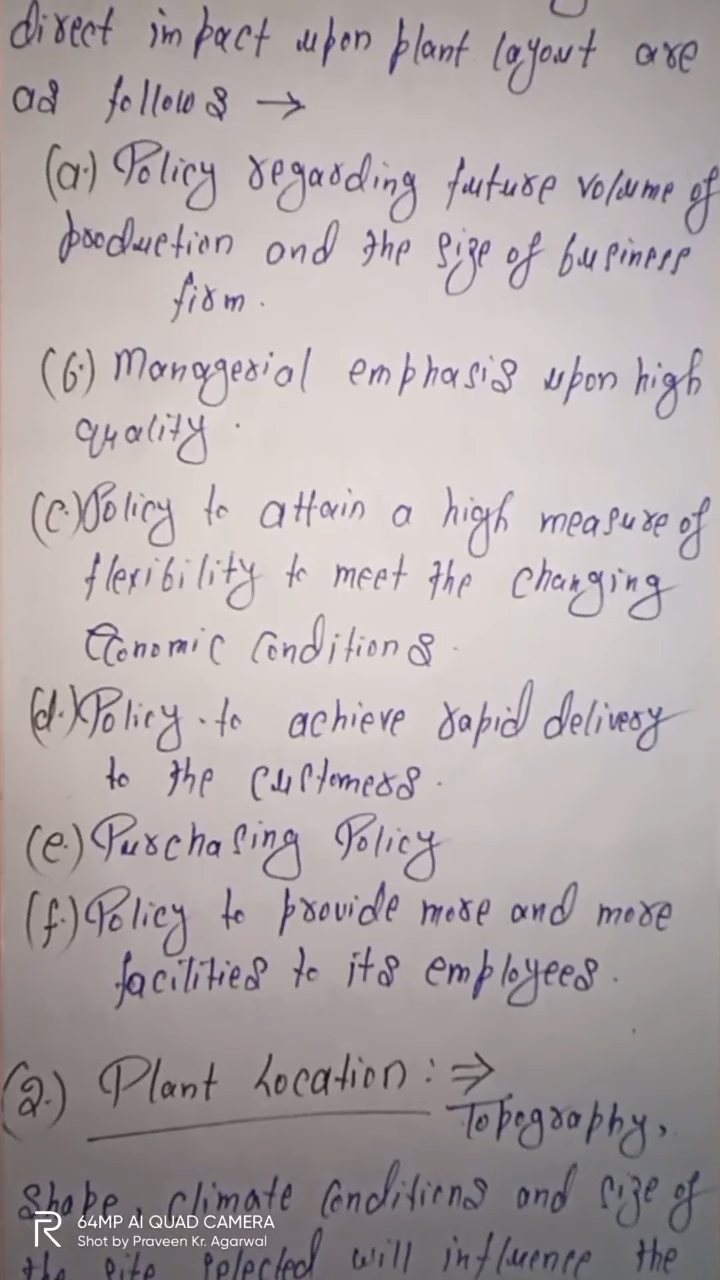 direct impact upon plant layout are
as follows →
(a.) Policy regarding future volume of
production and the size of business
firm.
(b.) Managerial emphasis upon high
quality.
(c.) Policy to attain a high measure of
flexibility to meet the changing
Economic Conditions.
(d.) Policy to achieve rapid delivery
to the customers.
(e.) Purchasing Policy
(f.) Policy to provide more and more
facilities to its employees.
(2.) Plant Location : ⇒
Topography,
Shape, climate Conditions and size of
the site selected will influence the
R 64MP AI QUAD CAMERA
Shot by Praveen Kr. Agarwal